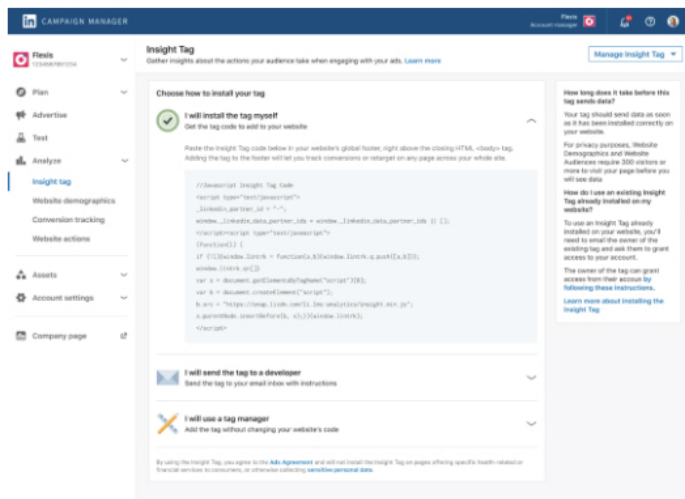 in CAMPAIGN MANAGER
Flexis
Account manager
Flexis
Plan
Advertise
Test
Analyze
Insight tag
Website demographics
Conversion tracking
Website actions
Assets
Account settings
Company page
Insight Tag
Gather insights about the actions your audience take when engaging with your ads. Learn more
Manage Insight Tag
Choose how to install your tag
I will install the tag myself
Get the tag code to add to your website
Paste the Insight Tag code below in your website's global footer, right above the closing HTML <body> tag.
Adding the tag to the footer will let you track conversions or retarget on any page across your whole site.
//Javascript Insight Tag Code
<script type="text/javascript">
_linkedin_partner_id = "-",
window._linkedin_data_partner_ids = window._linkedin_data_partner_ids || [];
</script><script type="text/javascript">
(function(l) {
window.lintrk.q=[]}
var s = document.getElementsByTagName("script")[0];
var b = document.createElement("script");
</script>
I will send the tag to a developer
Send the tag to your email inbox with instructions
I will use a tag manager
Add the tag without changing your website's code
By using the Insight Tag, you agree to the Ads Agreement and will not install the Insight Tag on pages offering specific health-related or
financial services to consumers, or otherwise collecting sensitive personal data.
How long does it take before this
tag sends data?
Your tag should send data as soon
as it has been installed correctly on
your website.
For privacy purposes, Website
Demographics and Website
Audiences require 300 visitors or
more to visit your page before you
will see data
How do I use an existing Insight
Tag already installed on my
website?
To use an Insight Tag already
installed on your website, you'll
need to email the owner of the
existing tag and ask them to grant
access to your account.
The owner of the tag can grant
access from their accoun by
following these instructions.
Learn more about installing the
Insight Tag